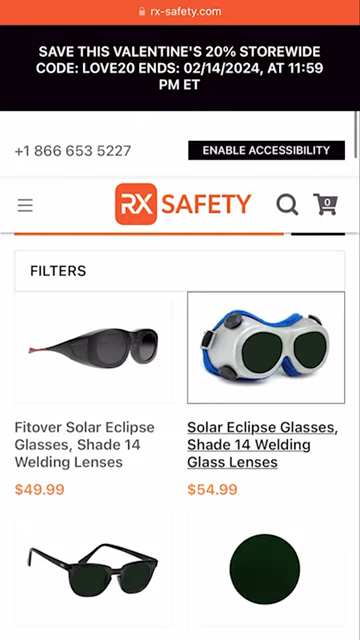 rx-safety.com
SAVE THIS VALENTINE'S 20% STOREWIDE
CODE: LOVE20 ENDS: 02/14/2024, AT 11:59
PM ET
+1 866 653 5227
ENABLE ACCESSIBILITY
RX SAFETY
0
FILTERS
Fitover Solar Eclipse
Glasses, Shade 14
Welding Lenses
$49.99
Solar Eclipse Glasses,
Shade 14 Welding
Glass Lenses
$54.99